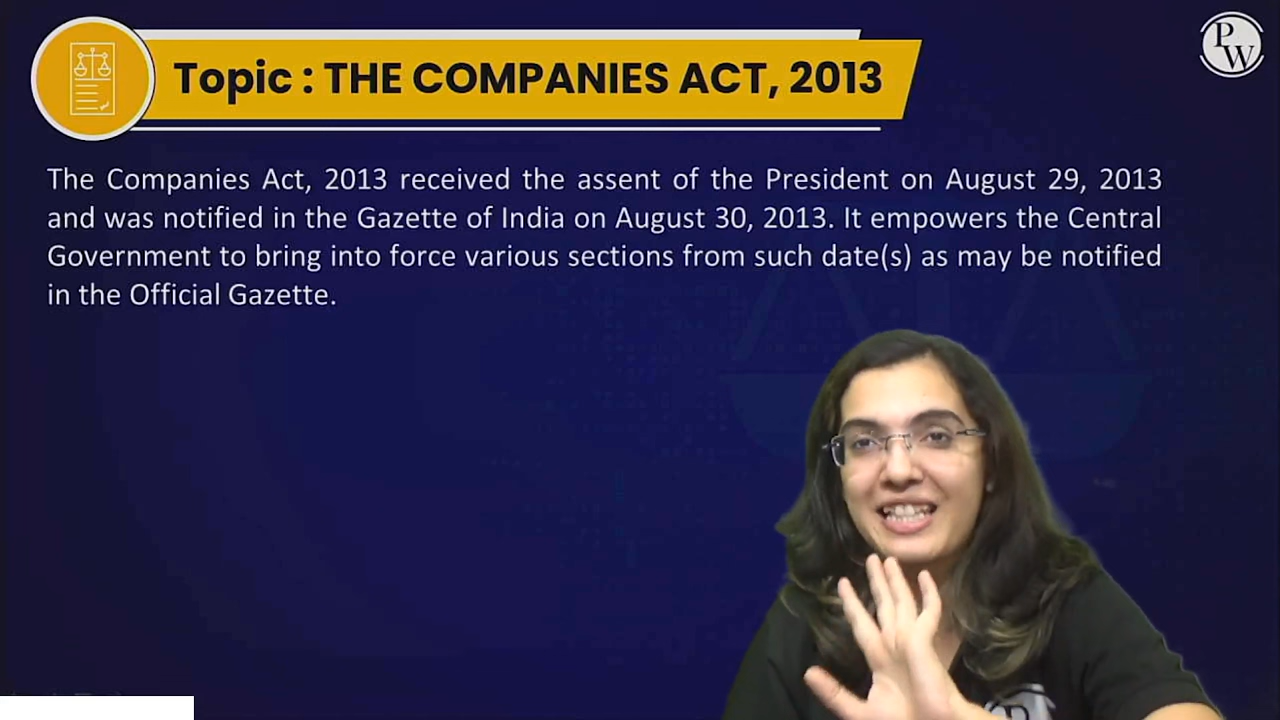 PW
Topic : THE COMPANIES ACT, 2013
The Companies Act, 2013 received the assent of the President on August 29, 2013
and was notified in the Gazette of India on August 30, 2013. It empowers the Central
Government to bring into force various sections from such date(s) as may be notified
in the Official Gazette.